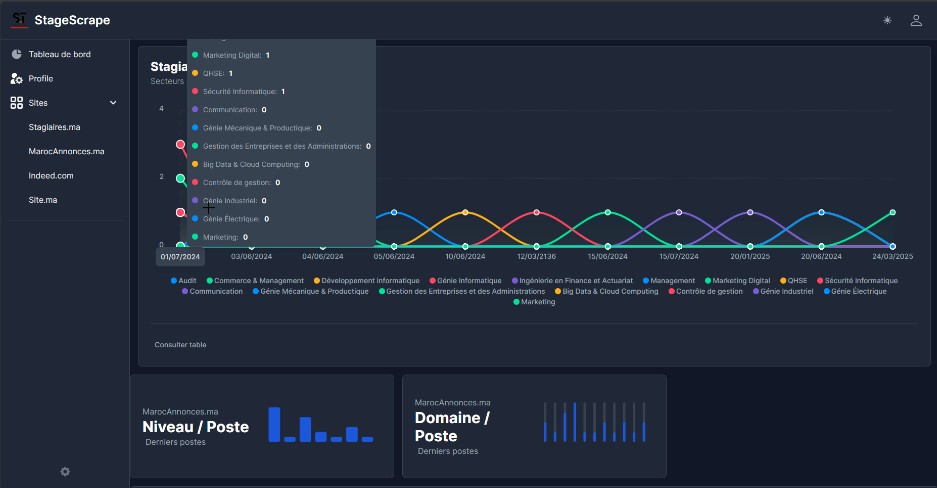 ST StageScrape
Tableau de bord
Profile
Sites
Stagiaires.ma
MarocAnnonces.ma
Indeed.com
Site.ma
Stagia
Secteurs
Marketing Digital: 1
QHSE: 1
Sécurité Informatique: 1
Communication: 0
Génie Mécanique & Productique: 0
Gestion des Entreprises et des Administrations: 0
Big Data & Cloud Computing: 0
Contrôle de gestion: 0
Génie Industriel: 0
Génie Électrique: 0
Marketing: 0
4
2
0
01/07/2024 03/06/2024 04/06/2024 05/06/2024 10/06/2024 12/03/2136 15/06/2024 15/07/2024 20/01/2025 20/06/2024 24/03/2025
Audit Commerce & Management Développement informatique Génie Informatique Ingénierie en Finance et Actuariat Management Marketing Digital QHSE Sécurité Informatique
Communication Génie Mécanique & Productique Gestion des Entreprises et des Administrations Big Data & Cloud Computing Contrôle de gestion Génie Industriel Génie Électrique
Marketing
Consulter table
MarocAnnonces.ma
Niveau / Poste
Derniers postes
MarocAnnonces.ma
Domaine /
Poste
Derniers postes